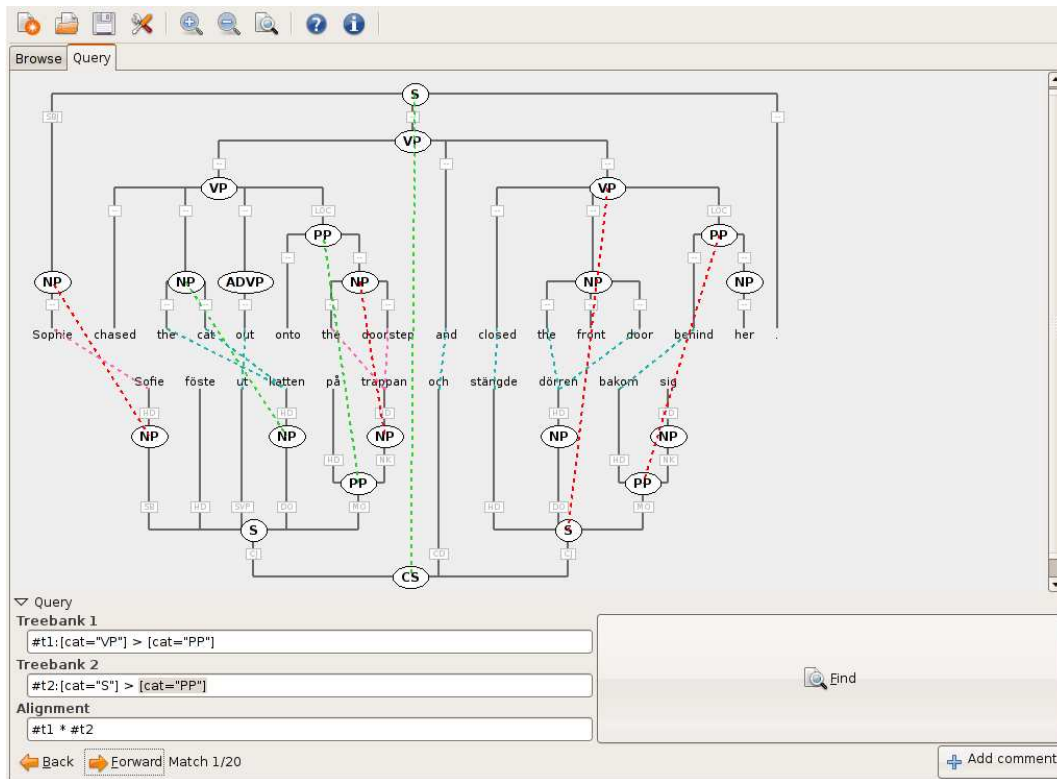 Browse Query
S
SBJ -- --
VP
-- -- --
VP VP
-- -- -- LOC -- -- LOC
PP PP
-- -- -- --
NP NP ADVP NP NP NP
-- -- -- -- -- -- -- -- -- --
Sophie chased the cat out onto the doorstep and closed the front door behind her .
Sofie föste ut katten på trappan och stängde dörren bakom sig
HD HD HD HD HD
NP NP NP NP NP
HD NK HD NK
PP PP
HD SVP DO MO HD DO MO
S S
CJ CD CJ
CS
Query
Treebank 1
#t1:[cat="VP"] > [cat="PP"]
Treebank 2
#t2:[cat="S"] > [cat="PP"]
Find
Alignment
#t1 * #t2
Back Forward Match 1/20 Add comment